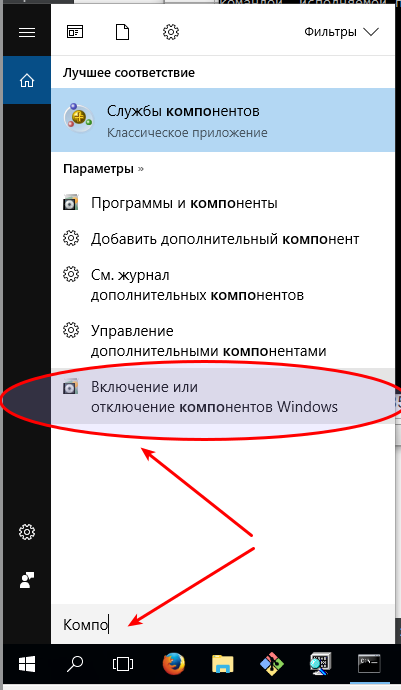 Фильтры
Лучшее соответствие
Службы компонентов
Классическое приложение
Параметры »
Программы и компоненты
Добавить дополнительный компонент
См. журнал
дополнительных компонентов
Управление
дополнительными компонентами
Включение или
отключение компонентов Windows
Компо